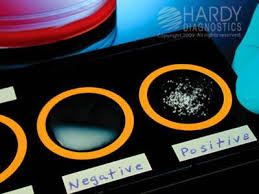 HARDY
DIAGNOSTICS
Copyright 2009 All rights reserved
Negative
Positive